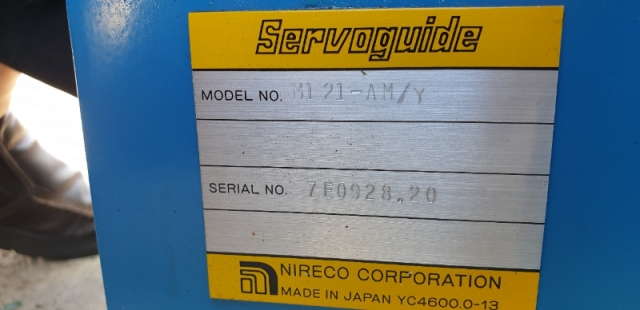 Servoguide
MODEL NO. M121-AM/Y
SERIAL NO. 7E0928.20
NIRECO CORPORATION
MADE IN JAPAN YC4600.0-13